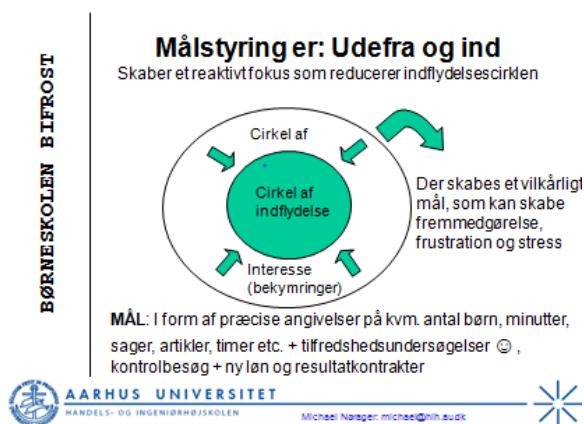 BØRNESKOLEN BIFROST
Målstyring er: Udefra og ind
Skaber et reaktivt fokus som reducerer indflydelsescirklen
Cirkel af
Cirkel af
indflydelse
Interesse
(bekymringer)
Der skabes et vilkårligt
mål, som kan skabe
fremmedgørelse,
frustration og stress
MÅL: I form af præcise angivelser på kvm. antal børn, minutter,
sager, artikler, timer etc. + tilfredshedsundersøgelser ☺ ,
kontrolbesøg + ny løn og resultatkontrakter
AARHUS UNIVERSITET
HANDELS- OG INGENIØRHØJSKOLEN
Michael Nørager: michael@hih.au.dk